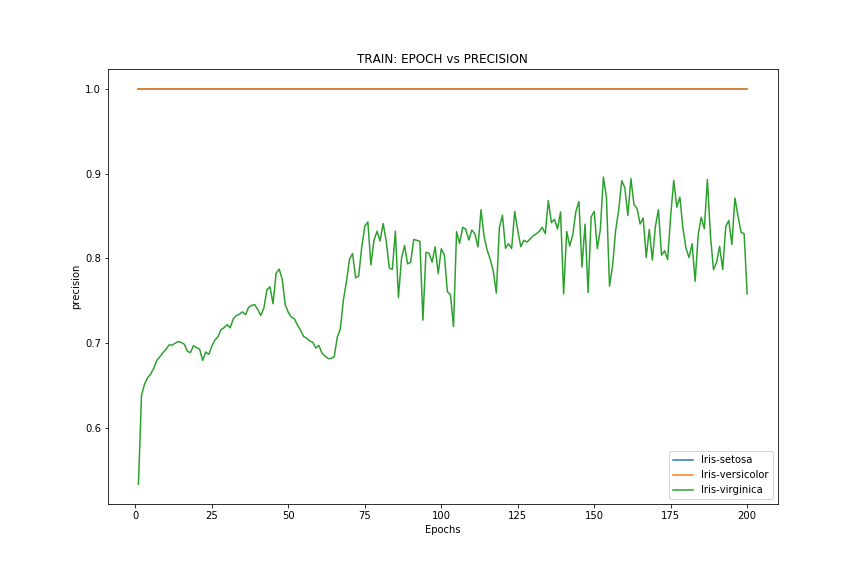 TRAIN: EPOCH vs PRECISION
1.0
0.9
0.8
0.7
0.6
precision
0
25
50
75
100
125
150
175
200
Epochs
Iris-setosa
Iris-versicolor
Iris-virginica